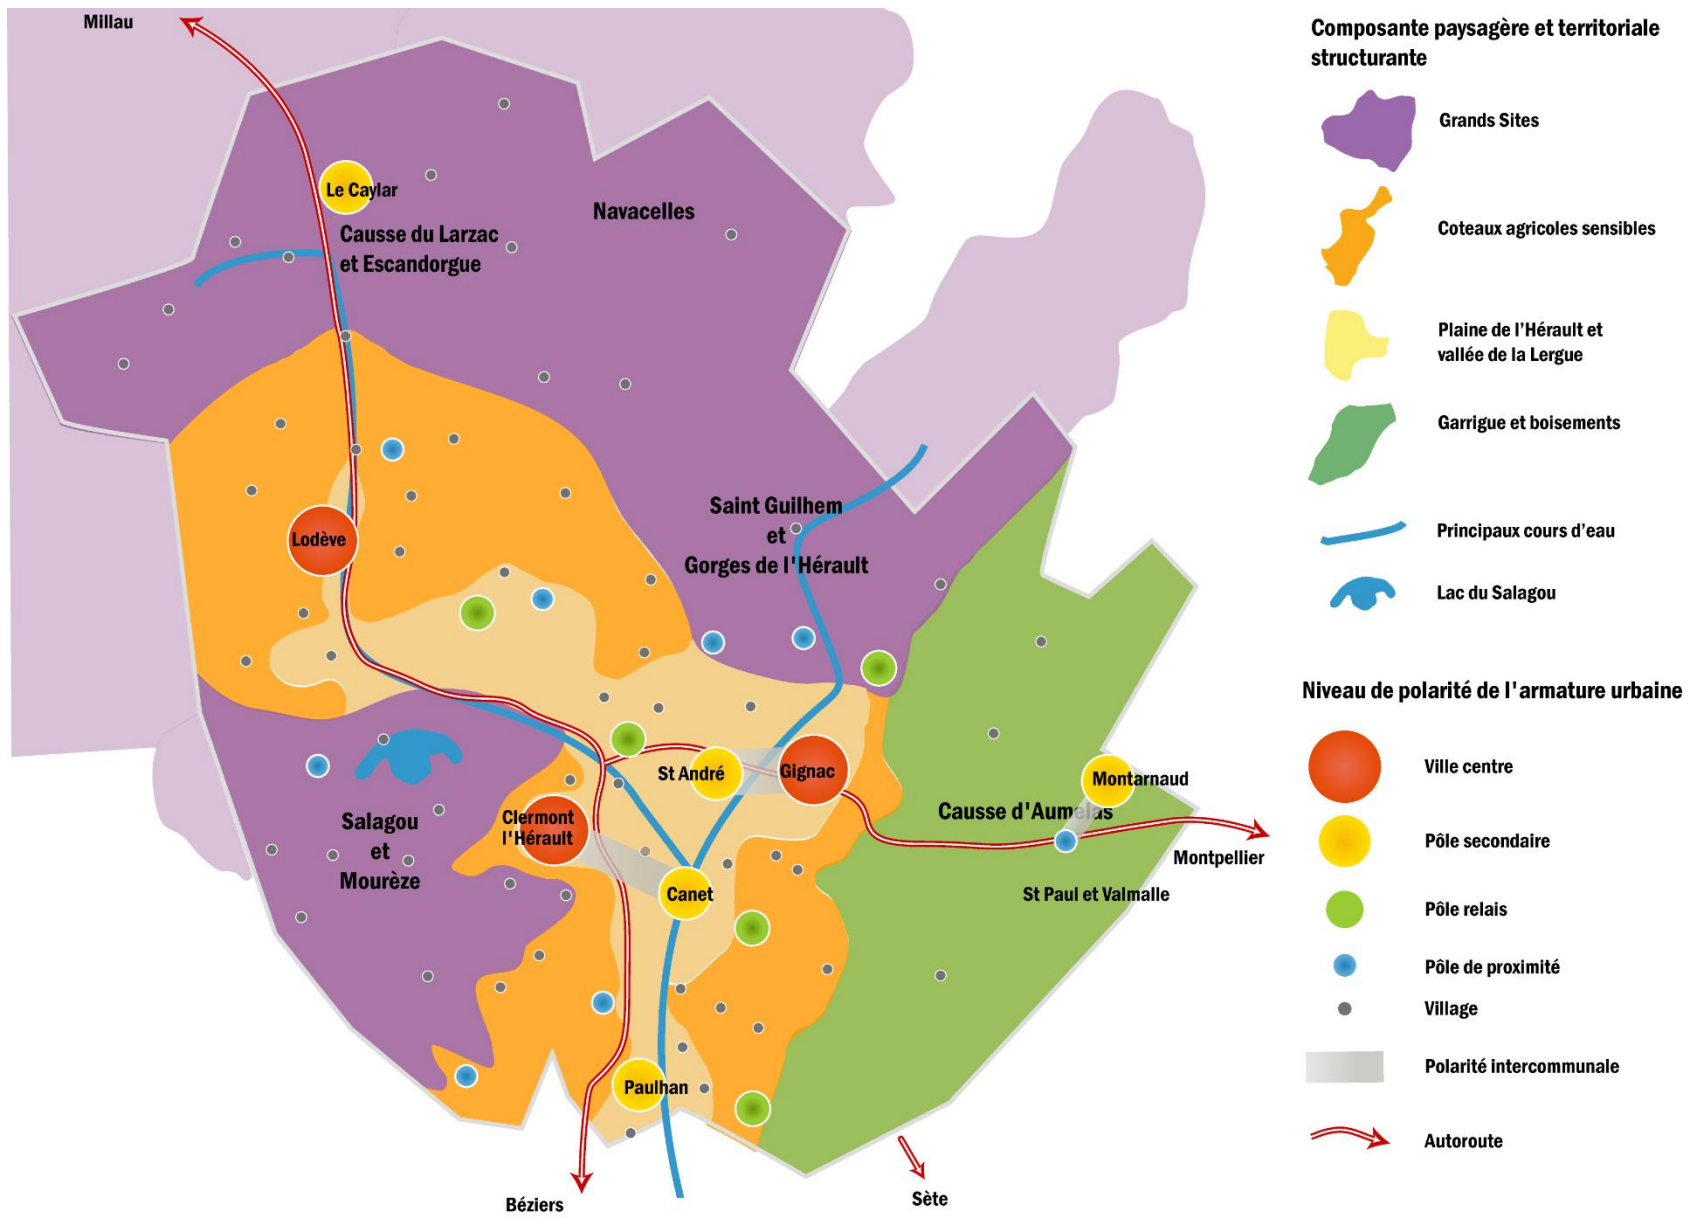 Millau
Le Caylar
Causse du Larzac
et Escandorgue
Navacelles
Lodève
Saint Guilhem
et
Gorges de l'Hérault
St André
Gignac
Clermont
l'Hérault
Canet
Salagou
et
Mourèze
Causse d'Aumelas
Montarnaud
Montpellier
St Paul et Valmalle
Paulhan
Béziers
Sète
Composante paysagère et territoriale
structurante
Grands Sites
Coteaux agricoles sensibles
Plaine de l'Hérault et
vallée de la Lergue
Garrigue et boisements
Principaux cours d'eau
Lac du Salagou
Niveau de polarité de l'armature urbaine
Ville centre
Pôle secondaire
Pôle relais
Pôle de proximité
Village
Polarité intercommunale
Autoroute